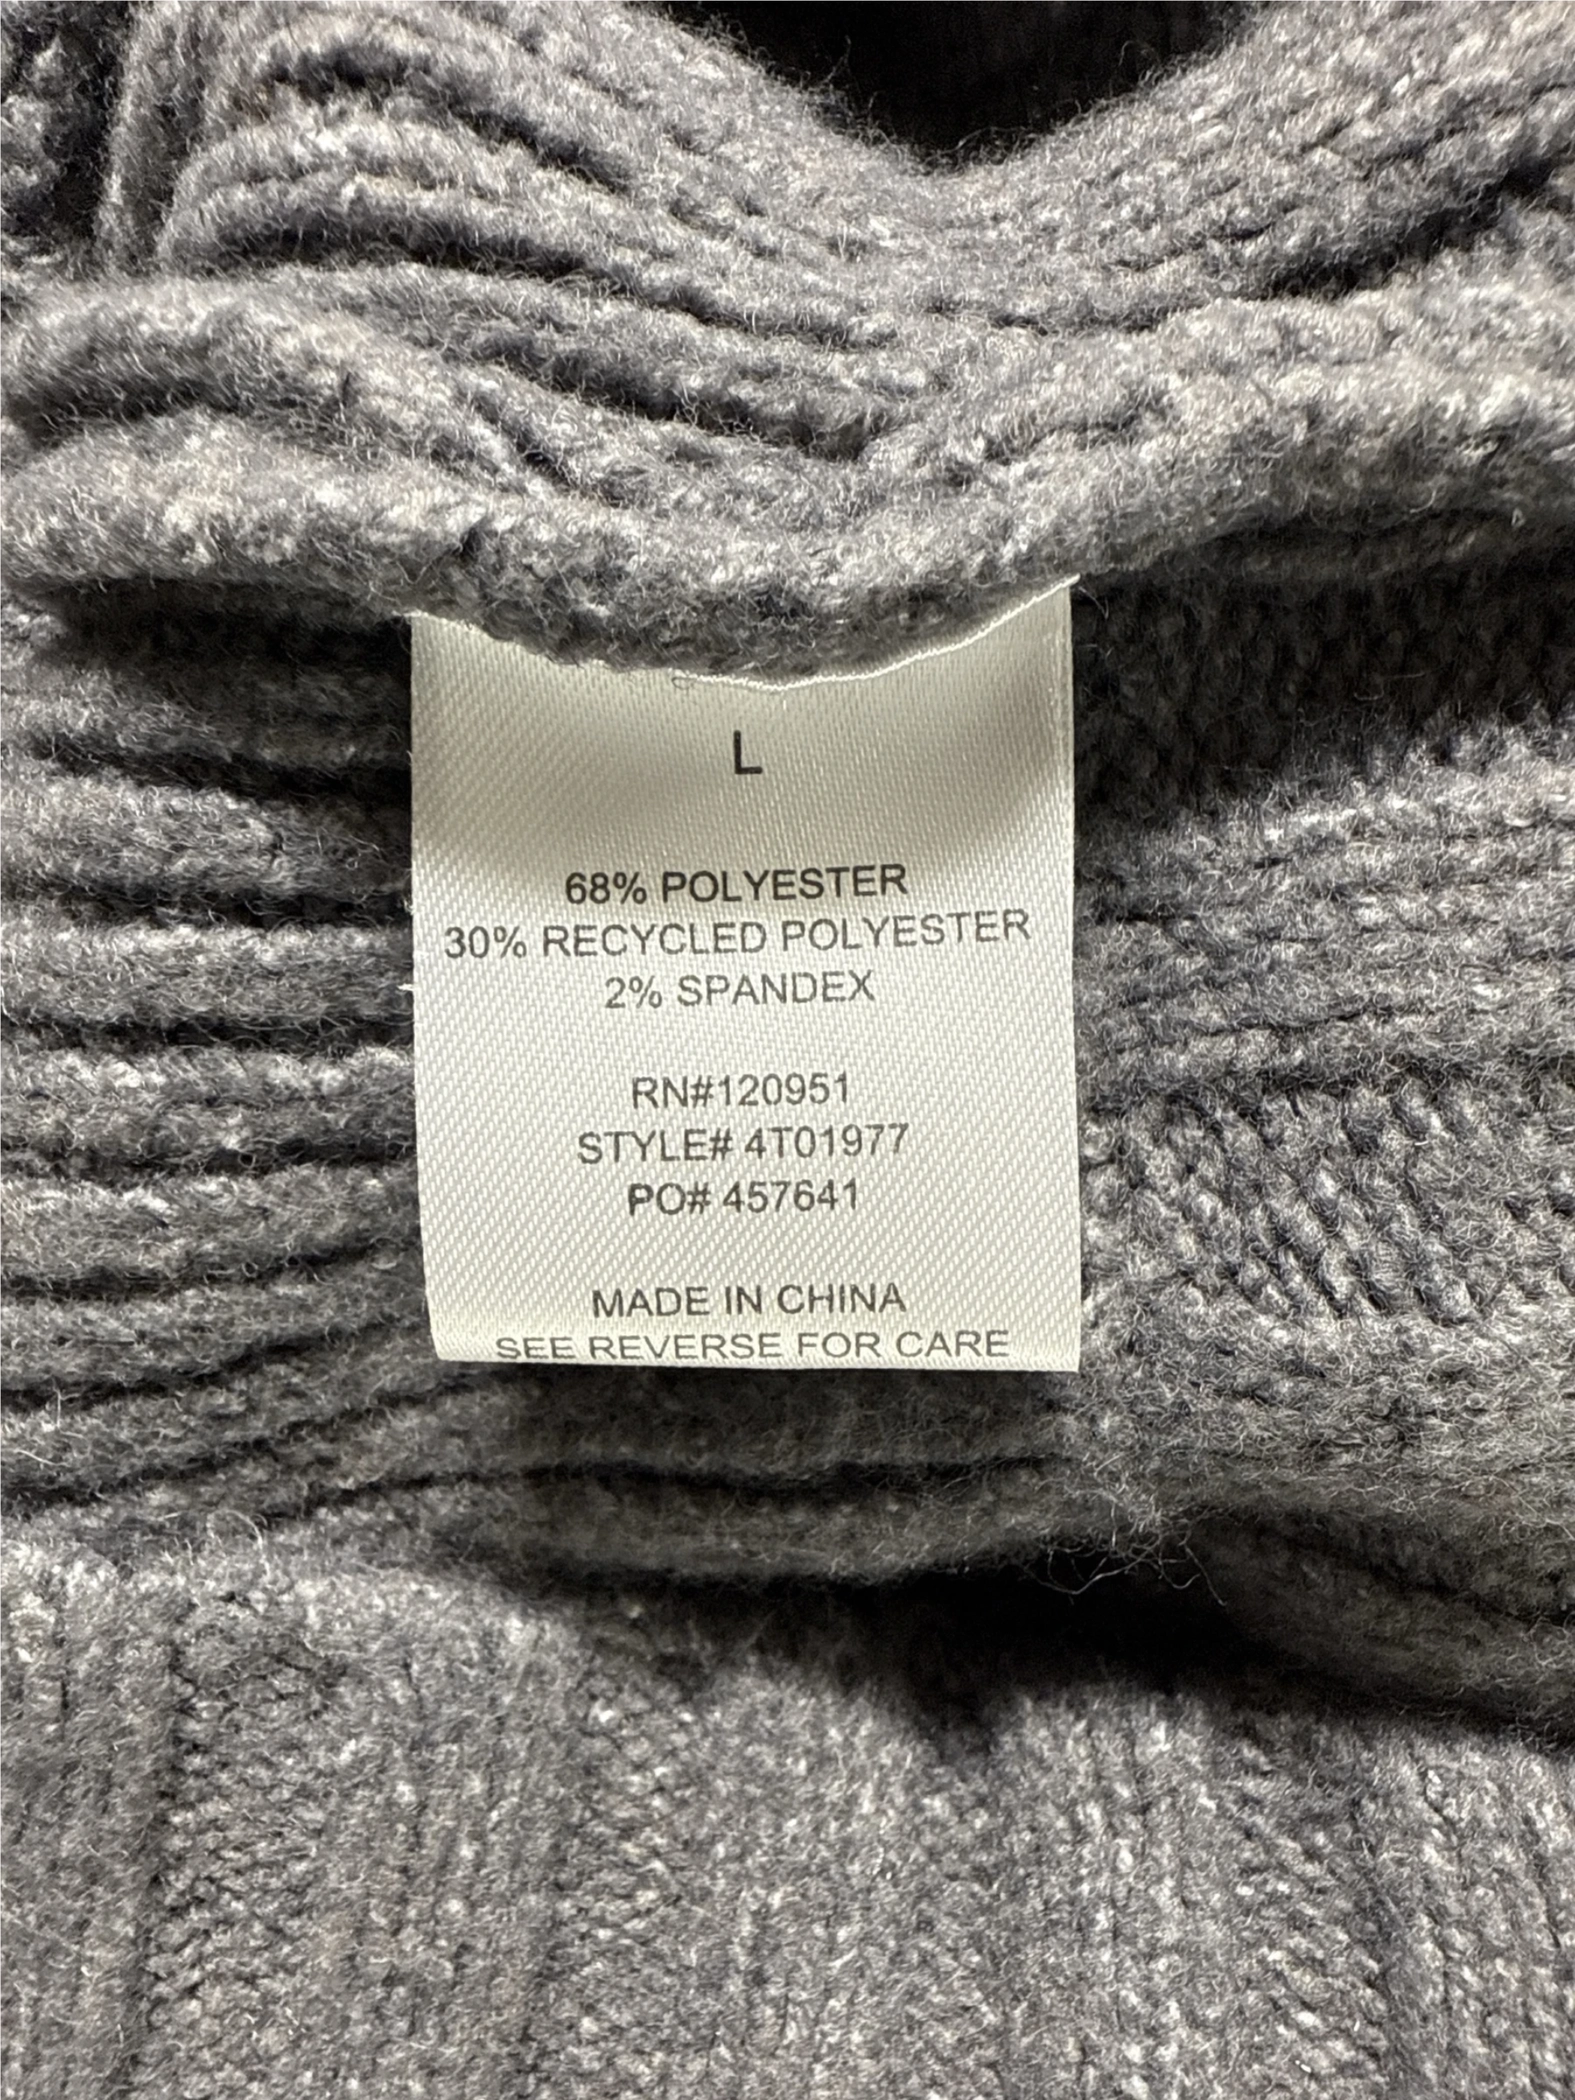 L
68% POLYESTER
30% RECYCLED POLYESTER
2% SPANDEX
RN#120951
STYLE# 4T01977
PO# 457641
MADE IN CHINA
SEE REVERSE FOR CARE